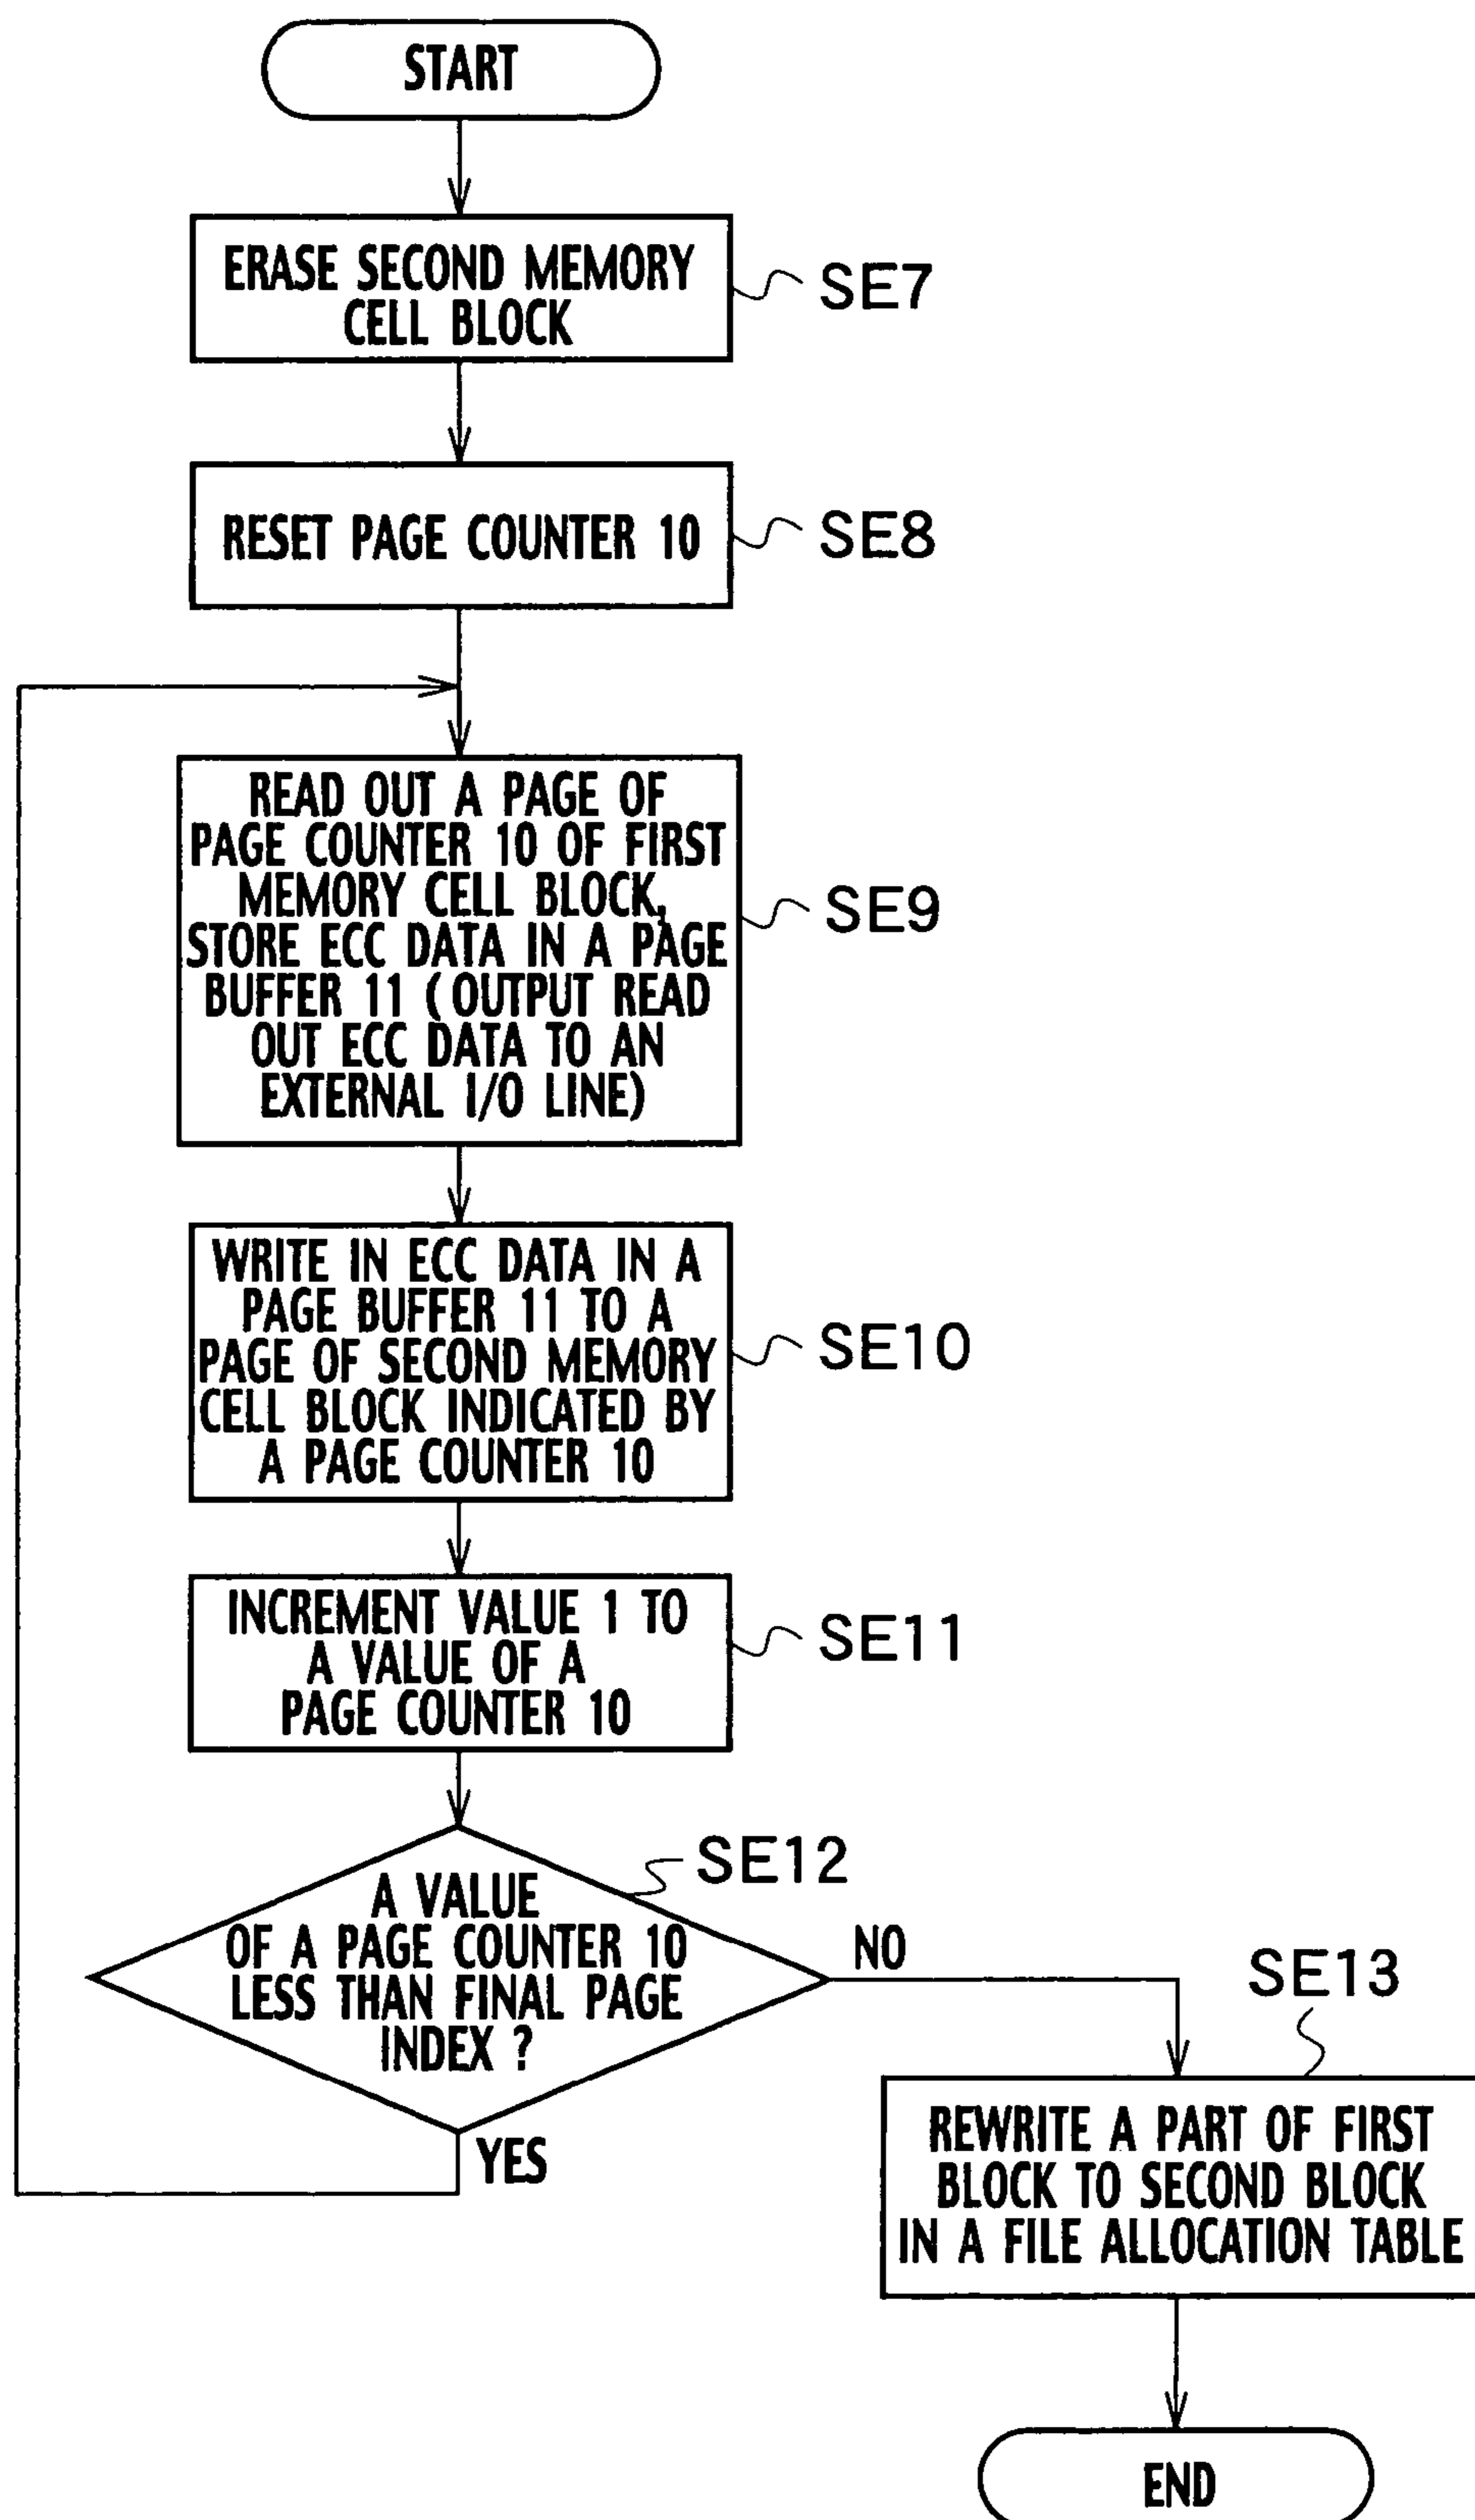 START
ERASE SECOND MEMORY
CELL BLOCK
SE7
RESET PAGE COUNTER 10
SE8
READ OUT A PAGE OF
PAGE COUNTER 10 OF FIRST
MEMORY CELL BLOCK,
STORE ECC DATA IN A PAGE
BUFFER 11 (OUTPUT READ
OUT ECC DATA TO AN
EXTERNAL I/O LINE)
SE9
WRITE IN ECC DATA IN A
PAGE BUFFER 11 TO A
PAGE OF SECOND MEMORY
CELL BLOCK INDICATED BY
A PAGE COUNTER 10
SE10
INCREMENT VALUE 1 TO
A VALUE OF A
PAGE COUNTER 10
SE11
SE12
A VALUE
OF A PAGE COUNTER 10
LESS THAN FINAL PAGE
INDEX ?
NO
YES
SE13
REWRITE A PART OF FIRST
BLOCK TO SECOND BLOCK
IN A FILE ALLOCATION TABLE
END